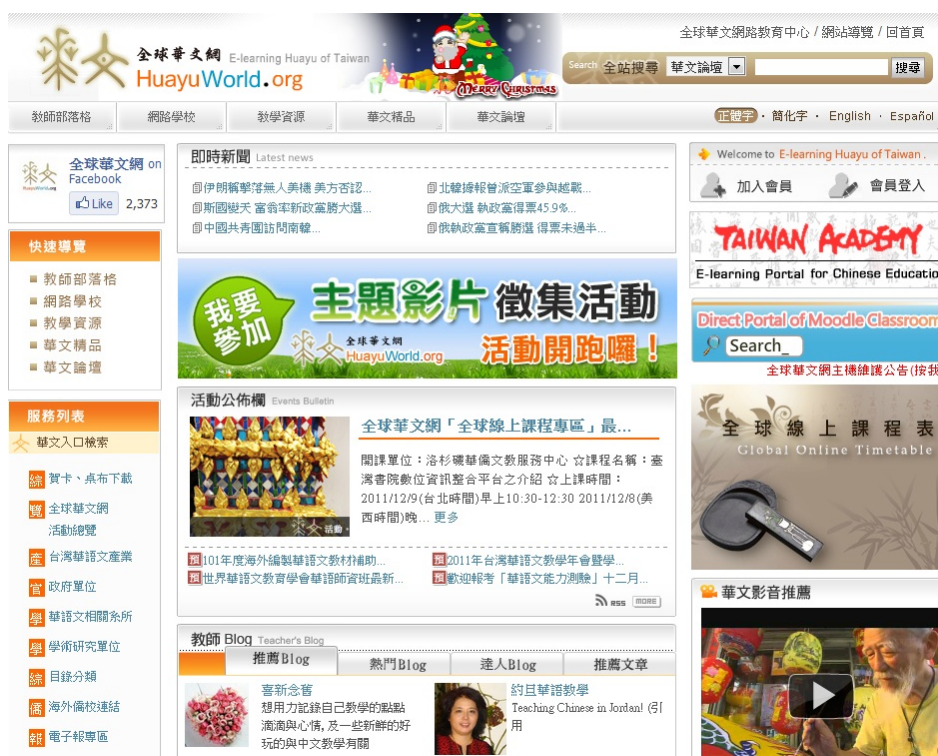 全球華文網路教育中心 / 網站導覽 / 回首頁
全球華文網 E-learning Huayu of Taiwan
HuayuWorld.org
Merry Christmas
Search 全站搜尋 華文論壇 搜尋
教師部落格 網路學校 教學資源 華文精品 華文論壇
正體字 · 簡化字 · English · Español
全球華文網 on
Facebook
Like 2,373
快速導覽
教師部落格
網路學校
教學資源
華文精品
華文論壇
服務列表
華文入口檢索
綜 賀卡、桌布下載
覽 全球華文網
活動總覽
產 台灣華語文產業
官 政府單位
學 華語文相關系所
學 學術研究單位
綜 目錄分類
僑 海外僑校連結
報 電子報專區
即時新聞 Latest news
伊朗稱擊落無人美機 美方否認...
北韓據報曾派空軍參與越戰...
斯國變天 富翁率新政黨勝大選...
俄大選 執政黨得票45.9%...
中國共青團訪問南韓...
俄執政黨宣稱勝選 得票未過半...
我要
參加
主題影片徵集活動
全球華文網
HuayuWorld.org
活動開跑囉！
活動公佈欄 Events Bulletin
活動
全球華文網「全球線上課程專區」最...
開課單位：洛杉磯華僑文教服務中心 ☆課程名稱：臺
灣書院數位資訊整合平台之介紹 ☆上課時間：
2011/12/9(台北時間)早上10:30-12:30 2011/12/8(美
西時間)晚... 更多
預 101年度海外編製華語文教材補助...
預 2011年台灣華語文教學年會暨學...
預 世界華語文教育學會華語師資班最新...
預 歡迎報考「華語文能力測驗」十二月...
RSS MORE
教師 Blog Teacher's Blog
推薦Blog 熱門Blog 達人Blog 推薦文章
喜新念舊
想用力記錄自己教學的點點
滴滴與心情, 及一些新鮮的好
玩的與中文教學有關
約旦華語教學
Teaching Chinese in Jordan! (引
用
Welcome to E-learning Huayu of Taiwan .
加入會員 會員登入
TAIWAN ACADEMY
E-learning Portal for Chinese Educatio
Direct Portal of Moodle Classroom
Search_
全球華文網主機維護公告(按我
全球線上課程表
Global Online Timetable
華文影音推薦